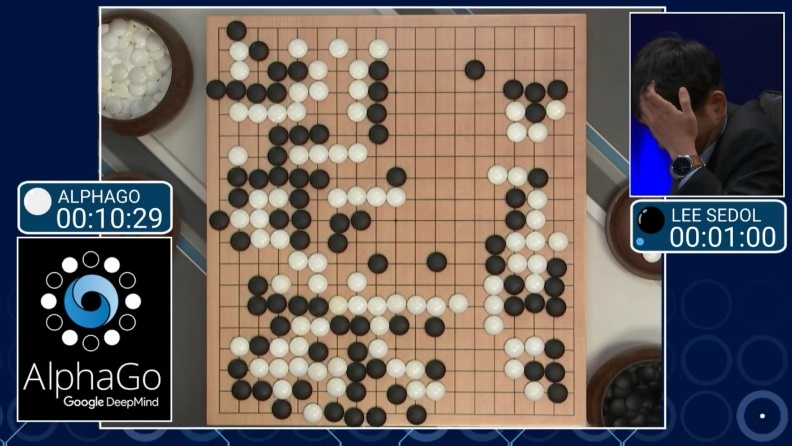 ALPHAGO
00:10:29
LEE SEDOL
00:01:00
AlphaGo
Google DeepMind